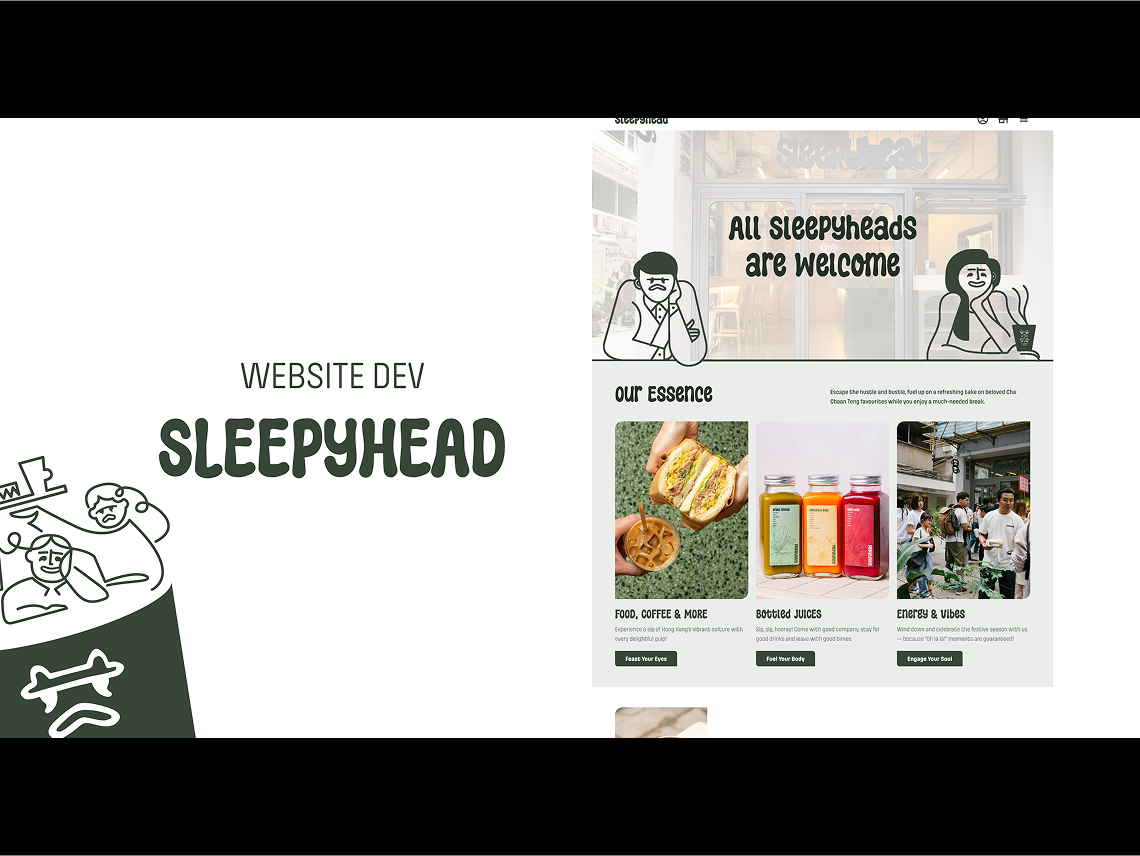 WEBSITE DEV
SLEEPYHEAD
sleepyhead
sleepyhead
All sleepyheads
are welcome
our Essence
Escape the hustle and bustle, fuel up on a refreshing take on beloved Cha
Chaan Teng favourites while you enjoy a much-needed break.
FOOD, COFFEE & MORE
Experience a sip of Hong Kong's vibrant culture with
every delightful gulp!
Feast Your Eyes
Bottled JUICES
Sip, sip, hooray! Come with good company, stay for
good drinks and leave with good times.
Fuel Your Body
Energy & Vibes
Wind down and celebrate the festive season with us
— because "Oh là là!" moments are guaranteed!
Engage Your Soul